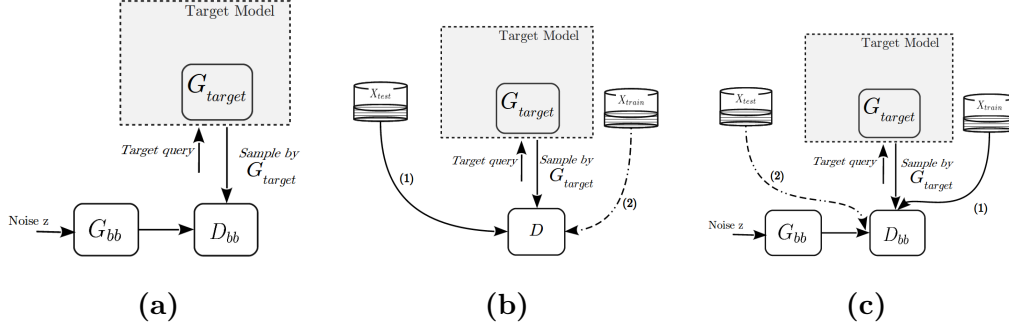 Target Model
G_target
Target query
Sample by
G_target
Noise z
G_bb
D_bb
(a)
Target Model
X_test
G_target
X_train
Target query
Sample by
G_target
(1)
(2)
D
(b)
Target Model
X_test
G_target
X_train
Target query
Sample by
G_target
(2)
(1)
Noise z
G_bb
D_bb
(c)